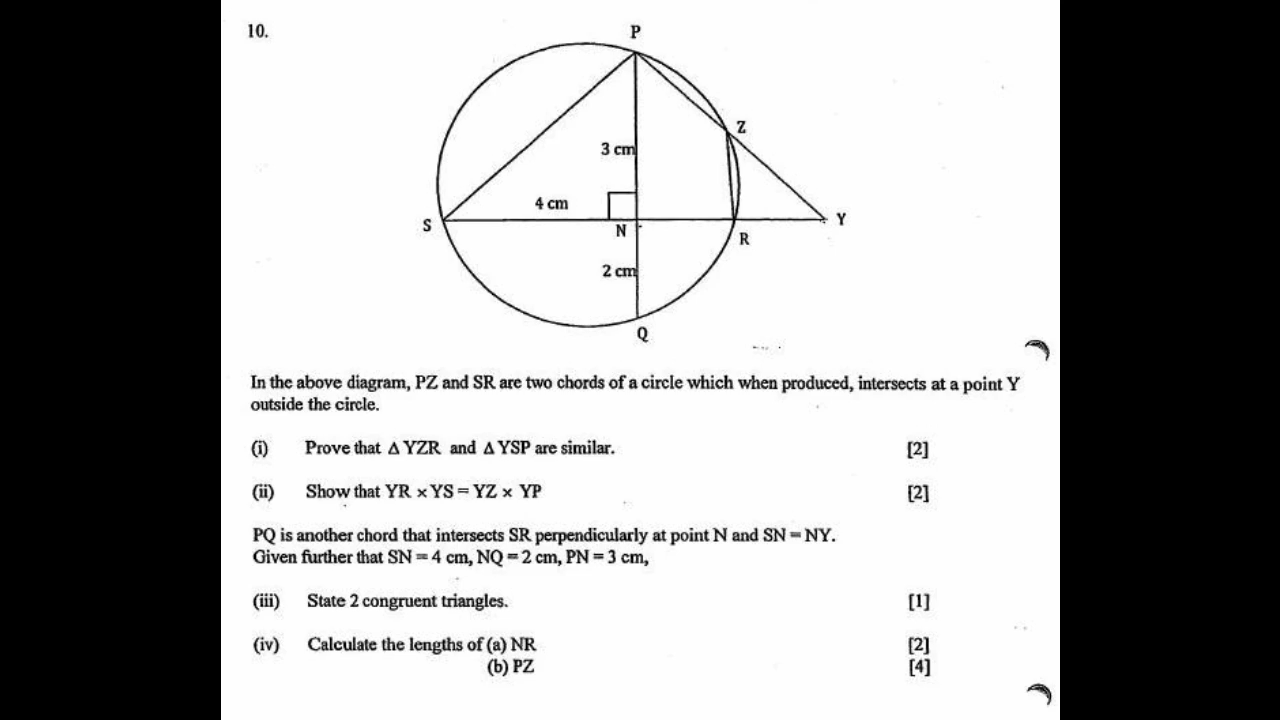 10.
P
Z
3 cm
4 cm
S
N
R
Y
2 cm
Q
In the above diagram, PZ and SR are two chords of a circle which when produced, intersects at a point Y
outside the circle.
(i) Prove that Δ YZR and Δ YSP are similar. [2]
(ii) Show that YR × YS = YZ × YP [2]
PQ is another chord that intersects SR perpendicularly at point N and SN = NY.
Given further that SN = 4 cm, NQ = 2 cm, PN = 3 cm,
(iii) State 2 congruent triangles. [1]
(iv) Calculate the lengths of (a) NR [2]
(b) PZ [4]